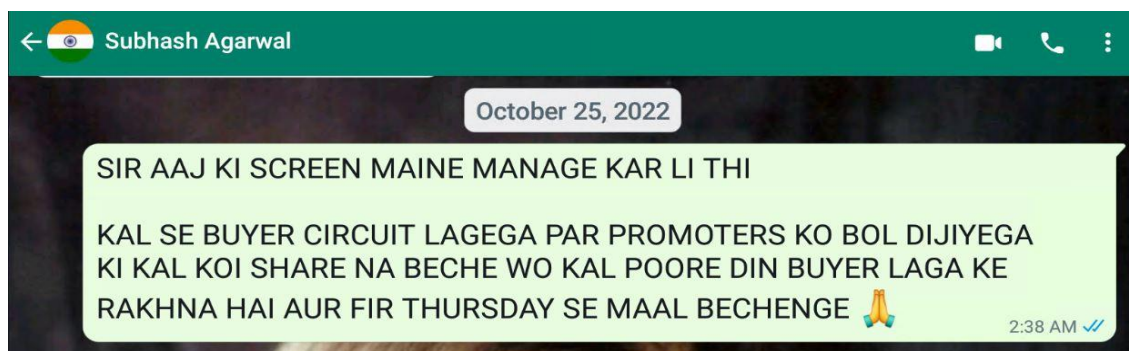 Subhash Agarwal
October 25, 2022
SIR AAJ KI SCREEN MAINE MANAGE KAR LI THI
KAL SE BUYER CIRCUIT LAGEGA PAR PROMOTERS KO BOL DIJIYEGA
KI KAL KOI SHARE NA BECHE WO KAL POORE DIN BUYER LAGA KE
RAKHNA HAI AUR FIR THURSDAY SE MAAL BECHENGE 🙏
2:38 AM